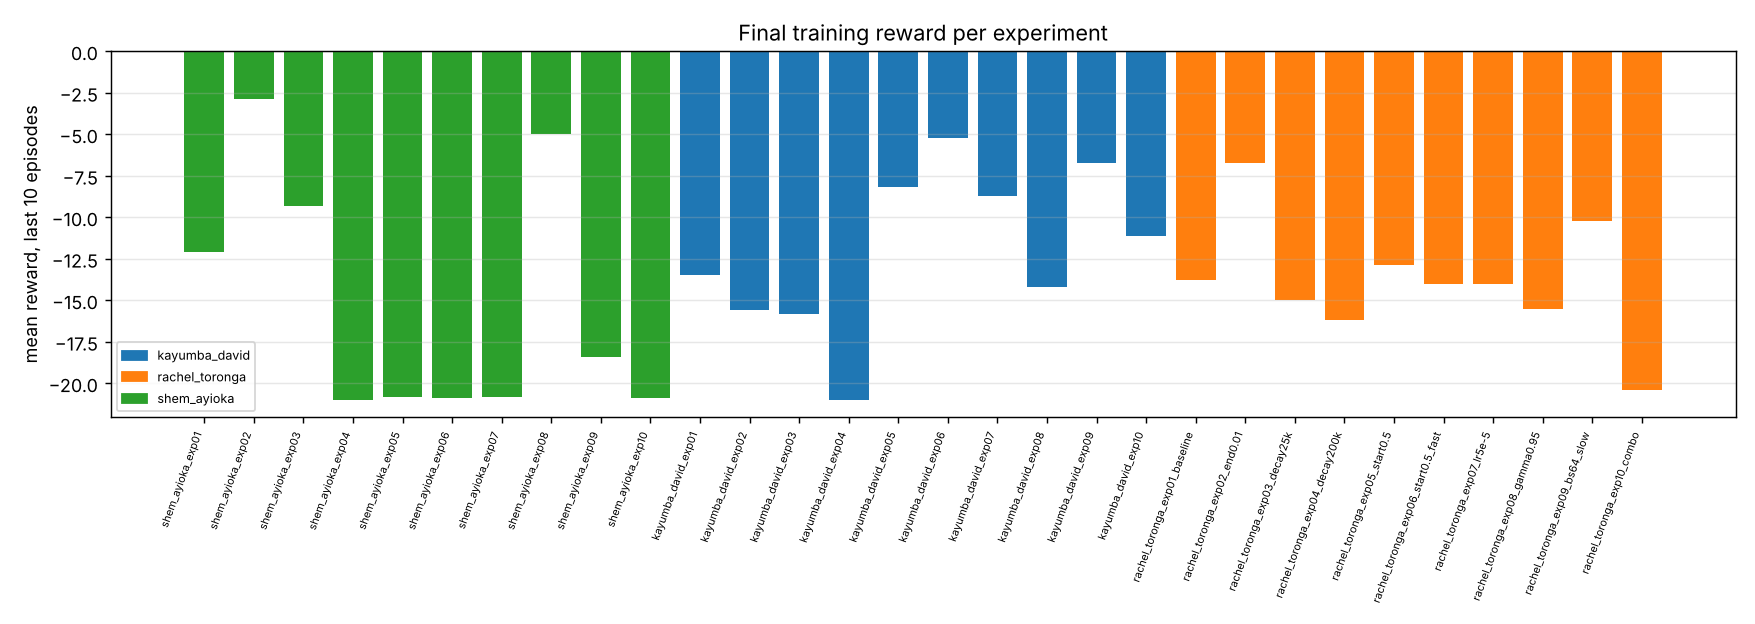 Final training reward per experiment
mean reward, last 10 episodes
0.0
−2.5
−5.0
−7.5
−10.0
−12.5
−15.0
−17.5
−20.0
kayumba_david
rachel_toronga
shem_ayioka
shem_ayioka_exp01
shem_ayioka_exp02
shem_ayioka_exp03
shem_ayioka_exp04
shem_ayioka_exp05
shem_ayioka_exp06
shem_ayioka_exp07
shem_ayioka_exp08
shem_ayioka_exp09
shem_ayioka_exp10
kayumba_david_exp01
kayumba_david_exp02
kayumba_david_exp03
kayumba_david_exp04
kayumba_david_exp05
kayumba_david_exp06
kayumba_david_exp07
kayumba_david_exp08
kayumba_david_exp09
kayumba_david_exp10
rachel_toronga_exp01_baseline
rachel_toronga_exp02_end0.01
rachel_toronga_exp03_decay25k
rachel_toronga_exp04_decay200k
rachel_toronga_exp05_start0.5
rachel_toronga_exp06_start0.5_fast
rachel_toronga_exp07_lr5e-5
rachel_toronga_exp08_gamma0.95
rachel_toronga_exp09_bs64_slow
rachel_toronga_exp10_combo